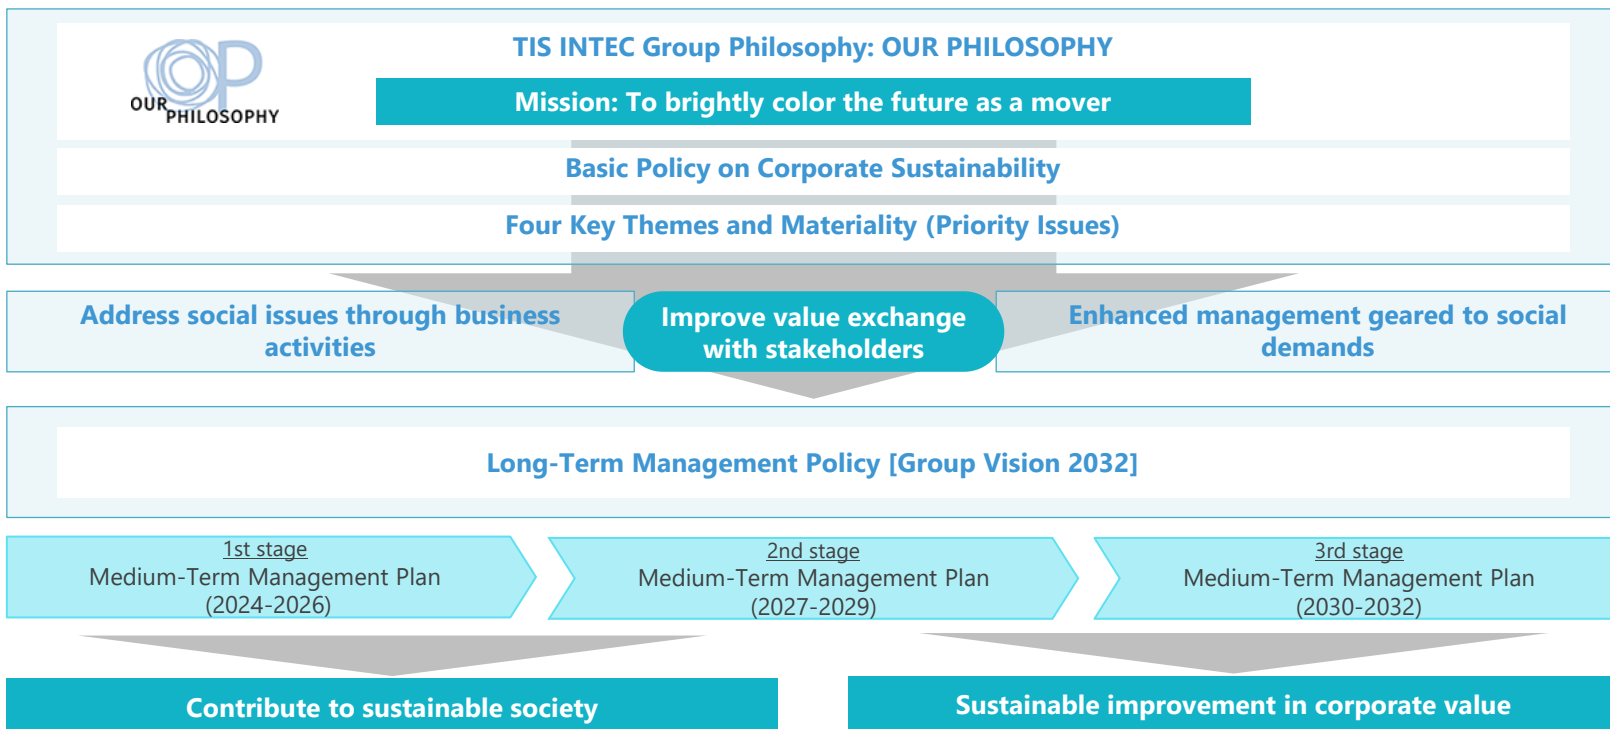 OUR
PHILOSOPHY
TIS INTEC Group Philosophy: OUR PHILOSOPHY
Mission: To brightly color the future as a mover
Basic Policy on Corporate Sustainability
Four Key Themes and Materiality (Priority Issues)
Address social issues through business
activities
Improve value exchange
with stakeholders
Enhanced management geared to social
demands
Long-Term Management Policy [Group Vision 2032]
1st stage
Medium-Term Management Plan
(2024-2026)
2nd stage
Medium-Term Management Plan
(2027-2029)
3rd stage
Medium-Term Management Plan
(2030-2032)
Contribute to sustainable society
Sustainable improvement in corporate value